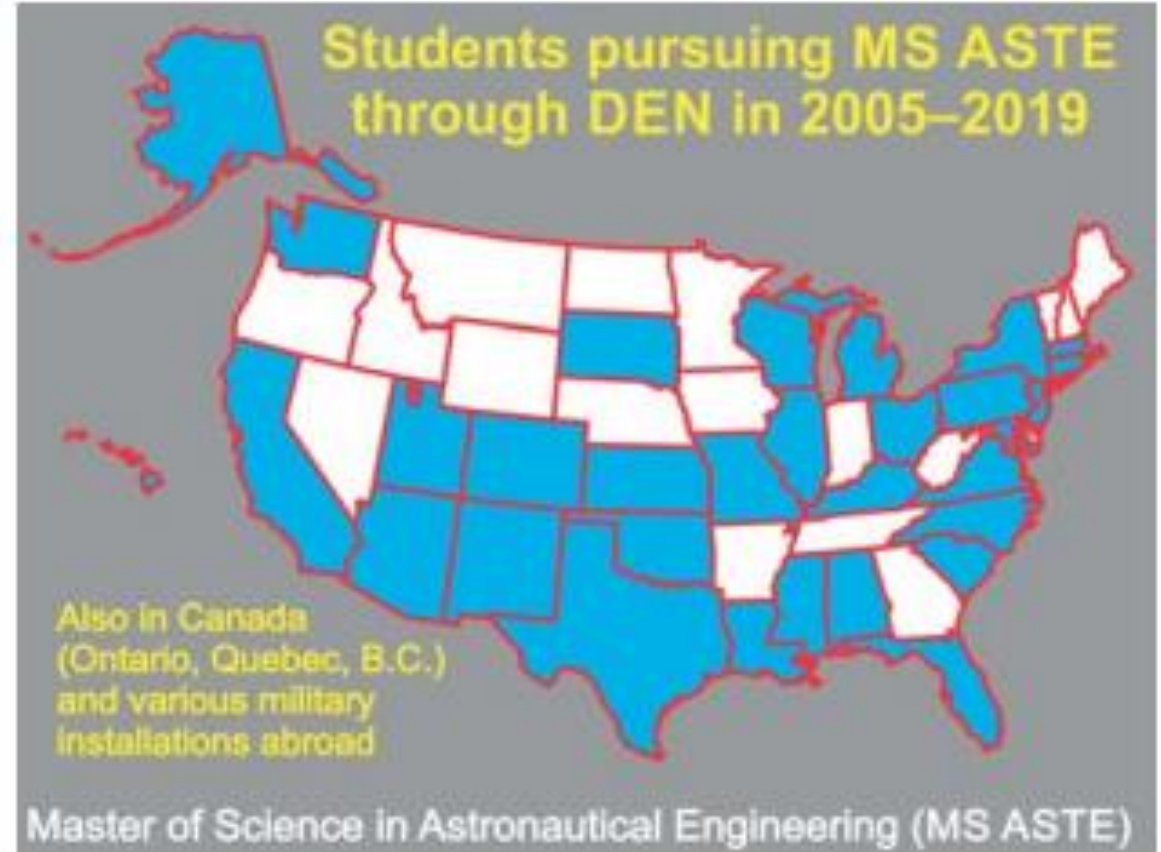 Students pursuing MS ASTE
through DEN in 2005–2019
Also in Canada
(Ontario, Quebec, B.C.)
and various military
installations abroad
Master of Science in Astronautical Engineering (MS ASTE)